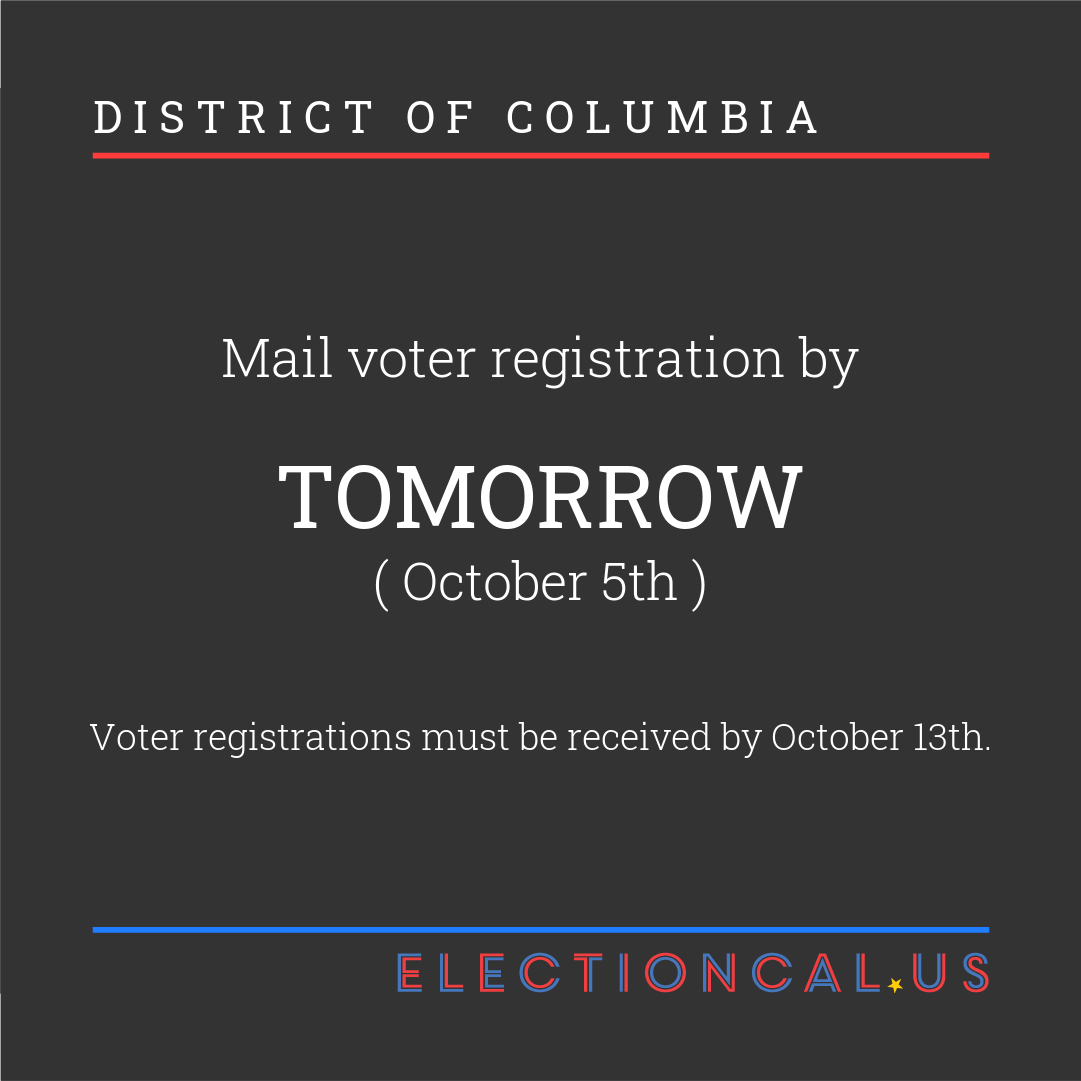 DISTRICT OF COLUMBIA
Mail voter registration by
TOMORROW
( October 5th )
Voter registrations must be received by October 13th.
ELECTIONCAL.US